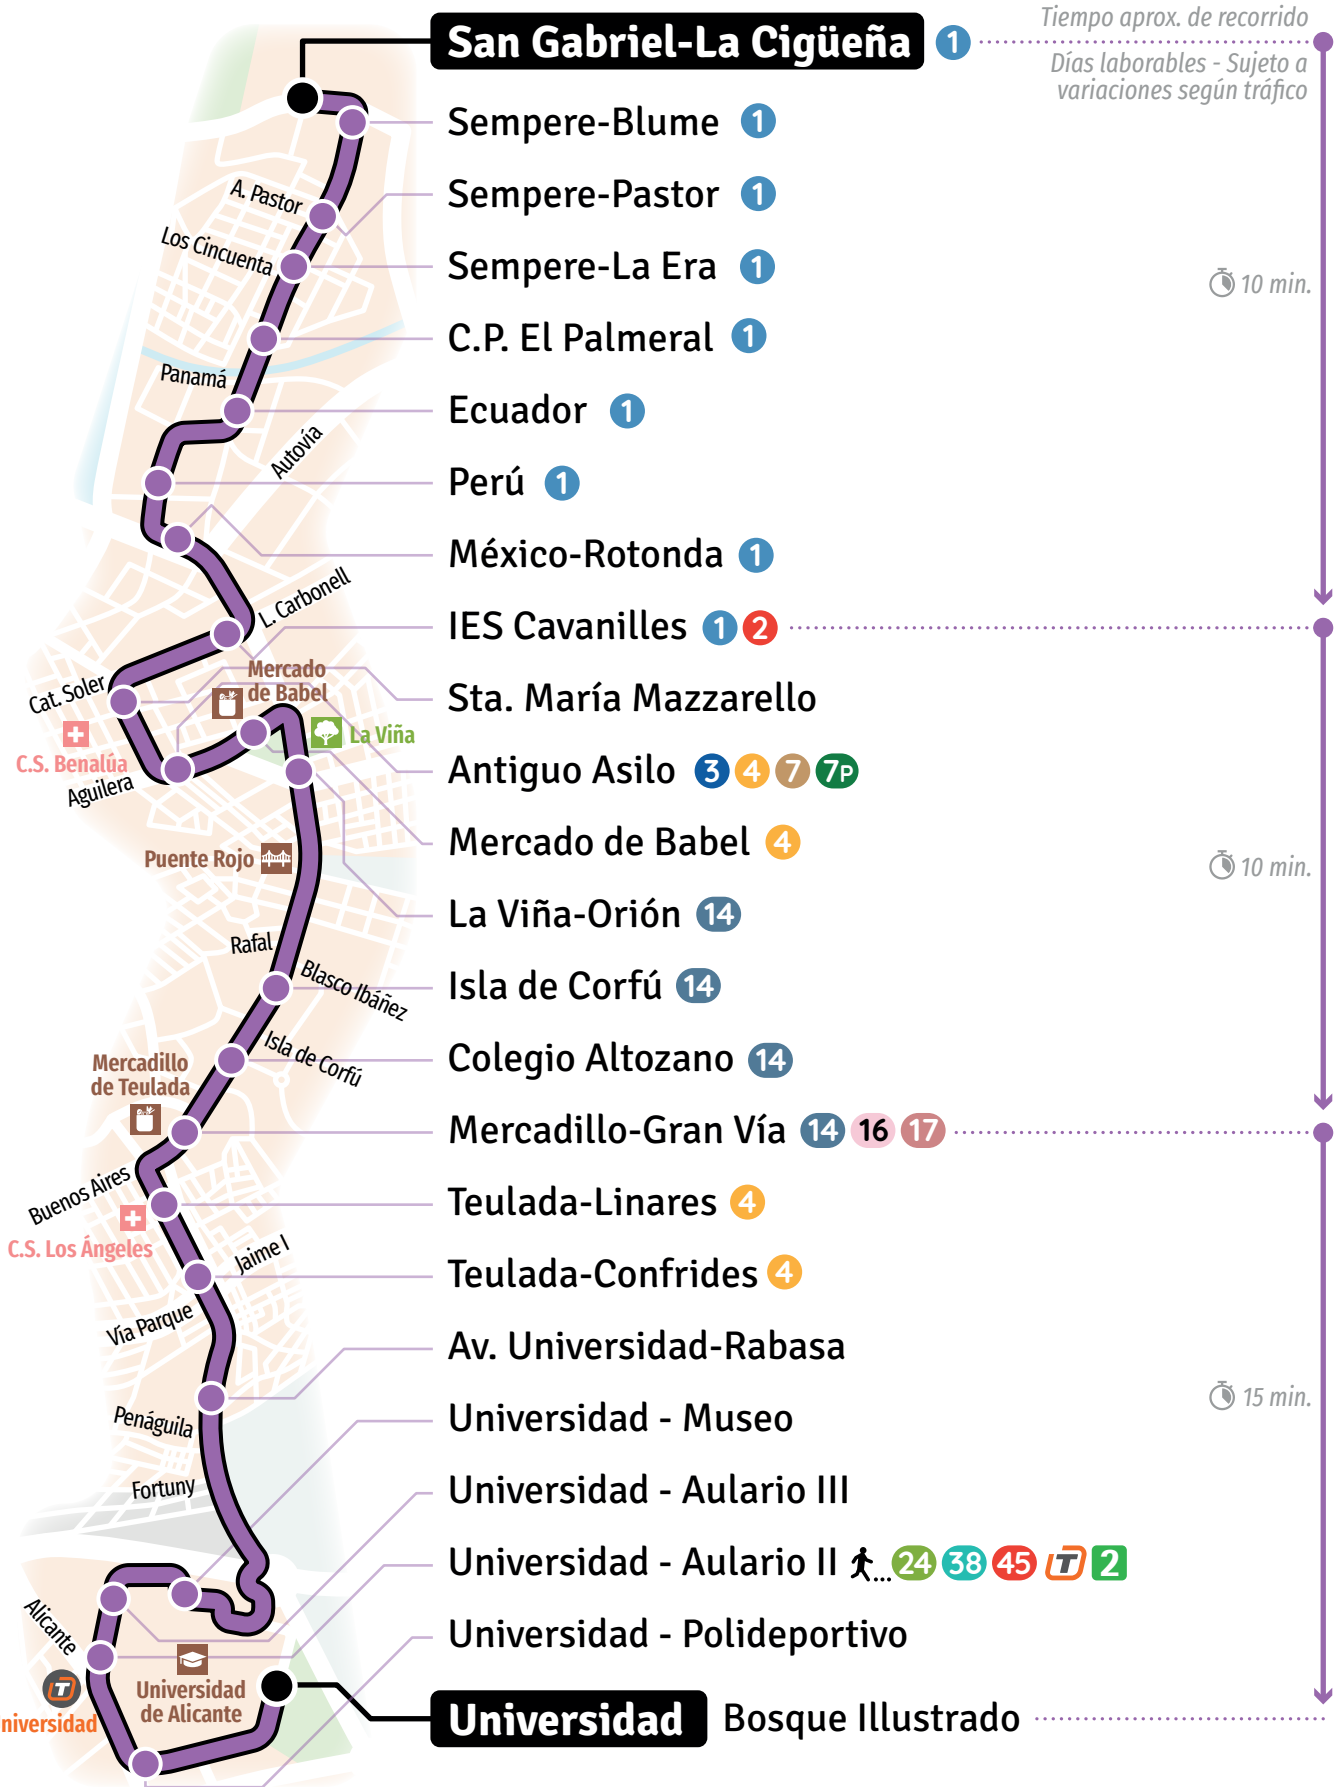 San Gabriel-La Cigüeña 1
Tiempo aprox. de recorrido
Días laborables - Sujeto a
variaciones según tráfico
Sempere-Blume 1
Sempere-Pastor 1
Sempere-La Era 1
10 min.
C.P. El Palmeral 1
Ecuador 1
Perú 1
México-Rotonda 1
IES Cavanilles 1 2
Sta. María Mazzarello
Antiguo Asilo 3 4 7 7P
Mercado de Babel 4
10 min.
La Viña-Orión 14
Isla de Corfú 14
Colegio Altozano 14
Mercadillo-Gran Vía 14 16 17
Teulada-Linares 4
Teulada-Confrides 4
Av. Universidad-Rabasa
15 min.
Universidad - Museo
Universidad - Aulario III
Universidad - Aulario II ... 24 38 45 T 2
Universidad - Polideportivo
Universidad Bosque Illustrado
A. Pastor
Los Cincuenta
Panamá
Autovía
L. Carbonell
Cat. Soler
Mercado
de Babel
La Viña
C.S. Benalúa
Aguilera
Puente Rojo
Rafal
Blasco Ibáñez
Isla de Corfú
Mercadillo
de Teulada
Buenos Aires
C.S. Los Ángeles
Jaime I
Vía Parque
Penáguila
Fortuny
Alicante
T
niversidad
Universidad
de Alicante